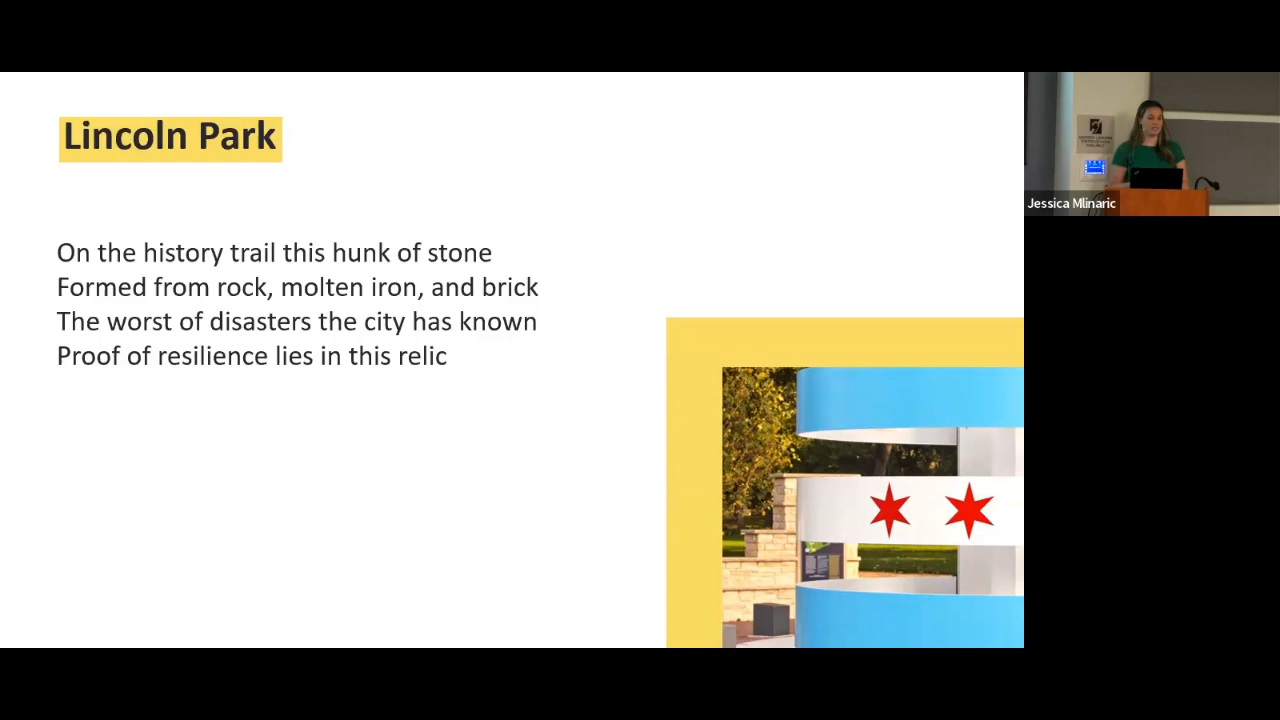 Lincoln Park
On the history trail this hunk of stone
Formed from rock, molten iron, and brick
The worst of disasters the city has known
Proof of resilience lies in this relic
Jessica Mlinaric